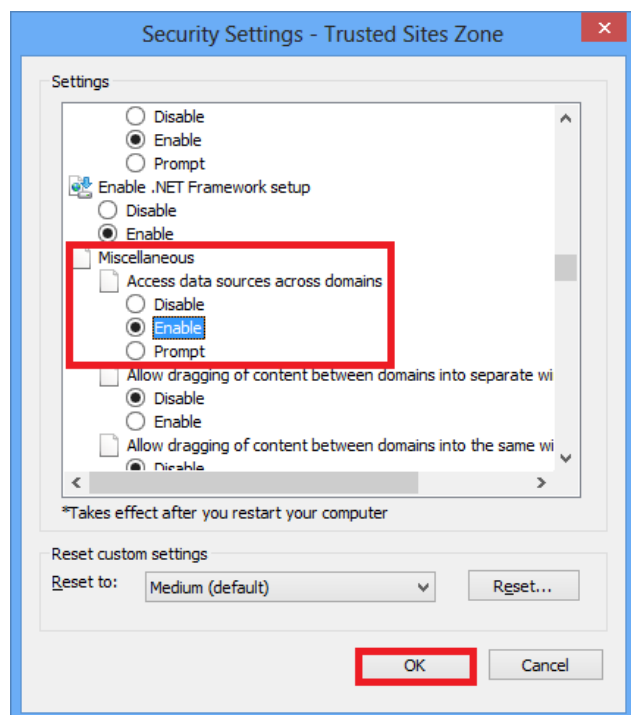 Security Settings - Trusted Sites Zone
Settings
Disable
Enable
Prompt
Enable .NET Framework setup
Disable
Enable
Miscellaneous
Access data sources across domains
Disable
Enable
Prompt
Allow dragging of content between domains into separate wi
Disable
Enable
Allow dragging of content between domains into the same wi
Disable
*Takes effect after you restart your computer
Reset custom settings
Reset to: Medium (default) Reset...
OK Cancel